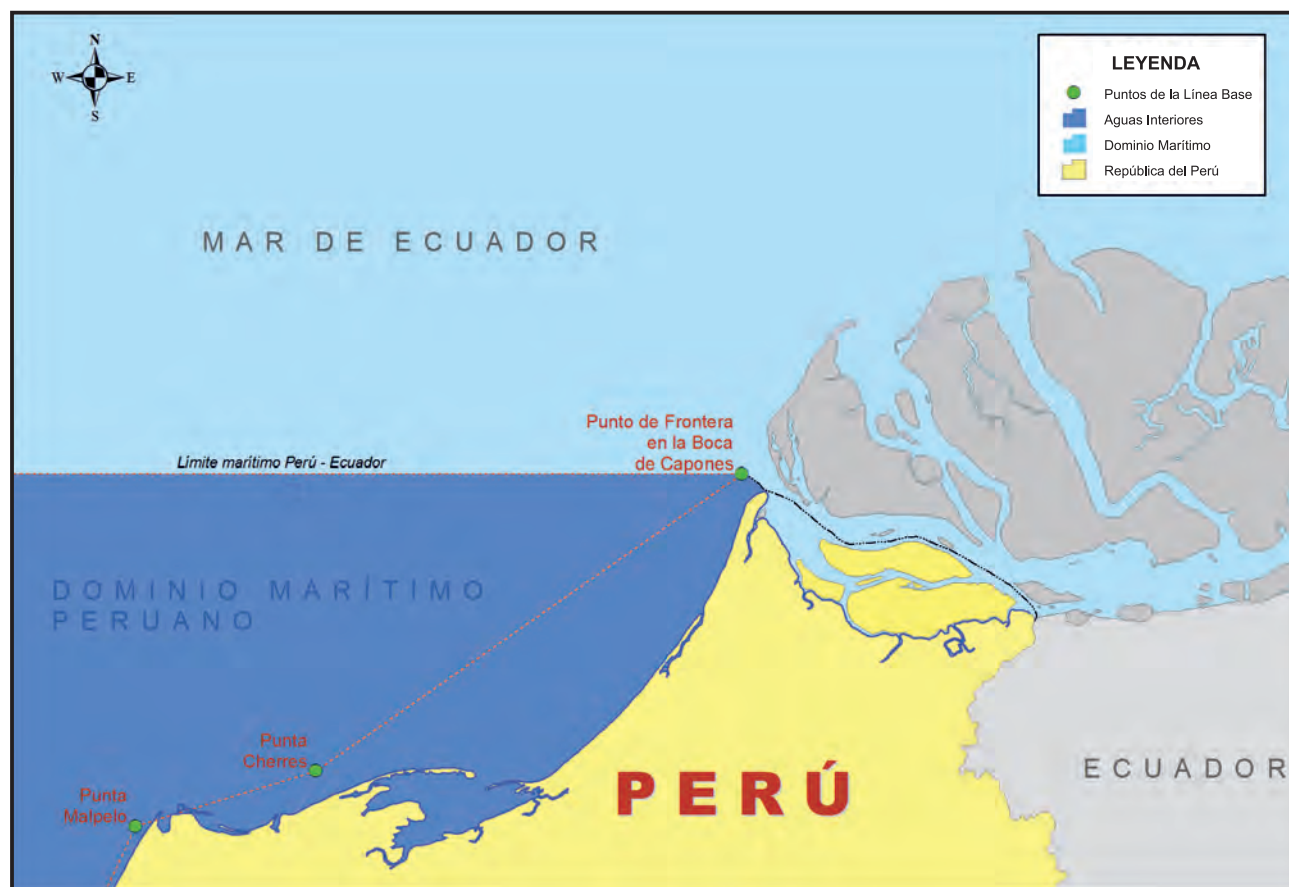 N
W E
S
LEYENDA
Puntos de la Línea Base
Aguas Interiores
Dominio Marítimo
República del Perú
MAR DE ECUADOR
Punto de Frontera
en la Boca
de Capones
Límite marítimo Perú - Ecuador
DOMINIO MARÍTIMO
PERUANO
Punta
Cherres
Punta
Malpelo
PERÚ
ECUADOR